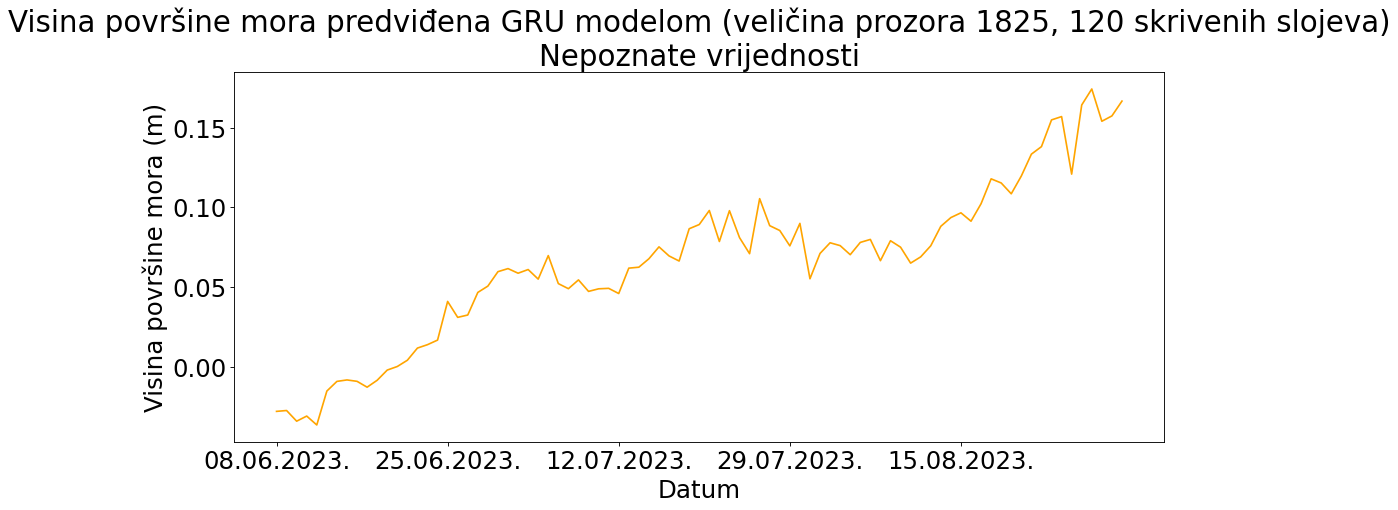 Visina površine mora predviđena GRU modelom (veličina prozora 1825, 120 skrivenih slojeva)
Nepoznate vrijednosti
Visina površine mora (m)
0.15
0.10
0.05
0.00
08.06.2023. 25.06.2023. 12.07.2023. 29.07.2023. 15.08.2023.
Datum